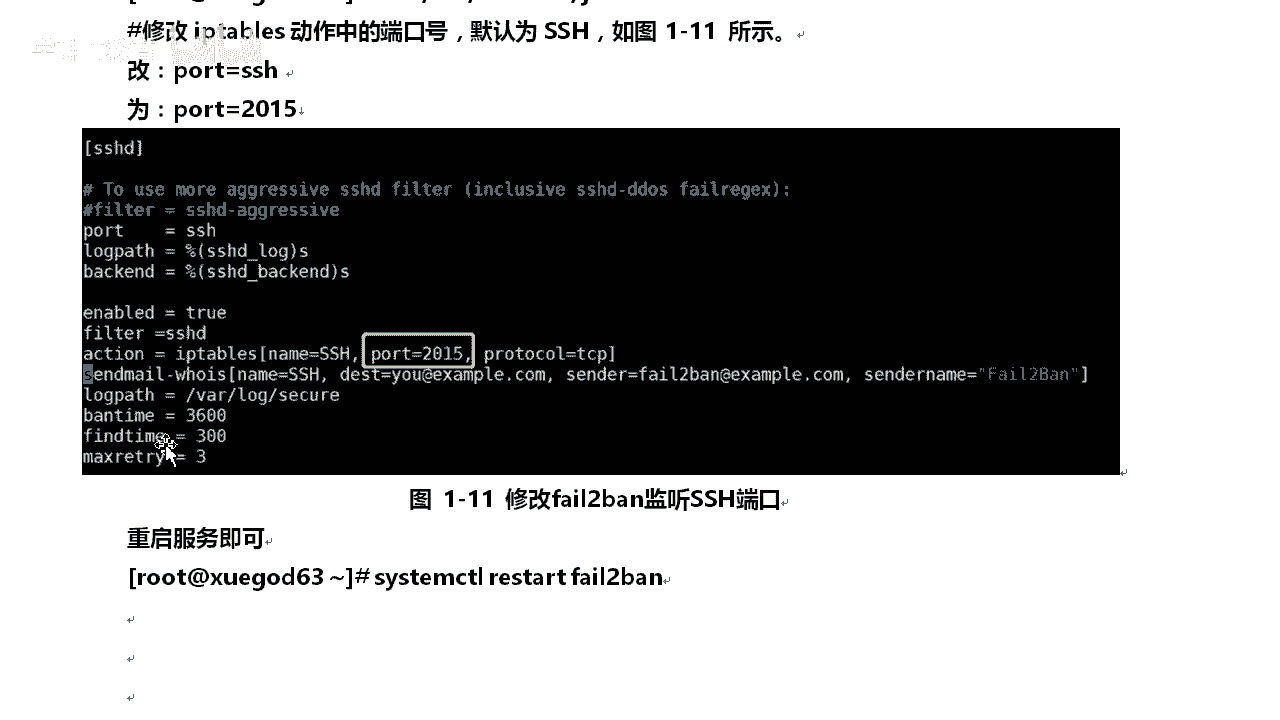 #修改 iptables 动作中的端口号，默认为 SSH，如图 1-11 所示。
改：port=ssh
为：port=2015
[sshd]
# To use more aggressive sshd filter (inclusive sshd-ddos failregex):
#filter = sshd-aggressive
port    = ssh
logpath = %(sshd_log)s
backend = %(sshd_backend)s
enabled = true
filter =sshd
action = iptables[name=SSH, port=2015, protocol=tcp]
sendmail-whois[name=SSH, dest=you@example.com, sender=fail2ban@example.com, sendername="Fail2Ban"]
logpath = /var/log/secure
bantime = 3600
findtime = 300
maxretry = 3
图 1-11 修改fail2ban监听SSH端口
重启服务即可
[root@xuegod63 ~]# systemctl restart fail2ban